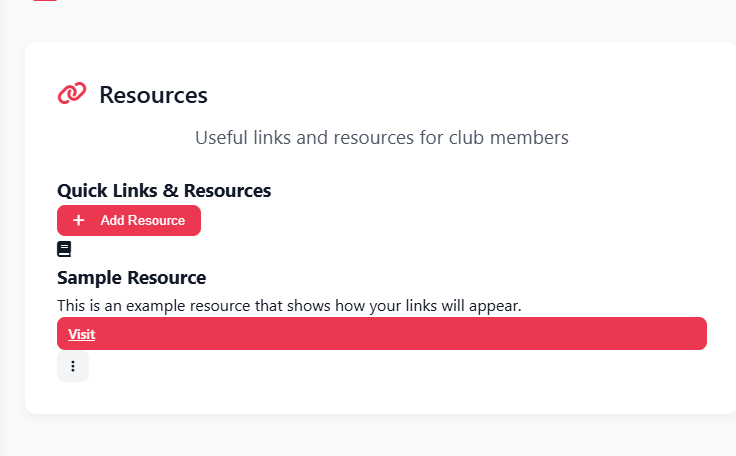 Resources
Useful links and resources for club members
Quick Links & Resources
+ Add Resource
Sample Resource
This is an example resource that shows how your links will appear.
Visit